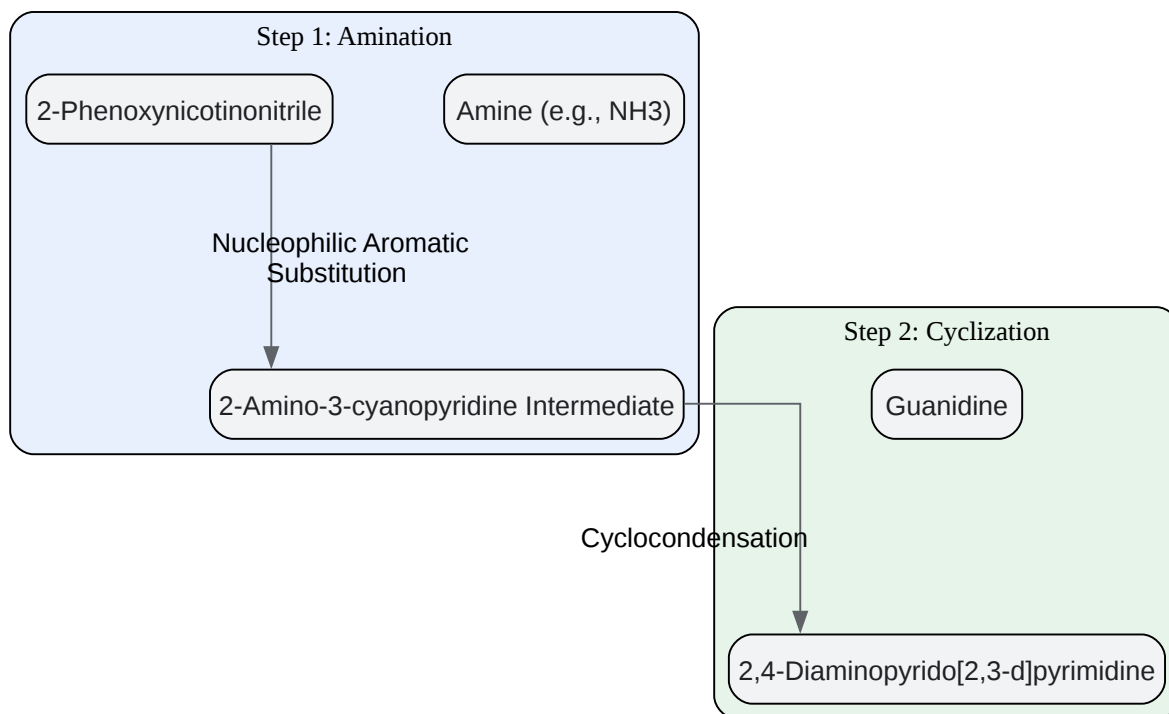 Step 1: Amination
2-Phenoxynicotinonitrile
Amine (e.g., NH3)
Nucleophilic Aromatic
Substitution
2-Amino-3-cyanopyridine Intermediate
Step 2: Cyclization
Guanidine
Cyclocondensation
2,4-Diaminopyrido[2,3-d]pyrimidine